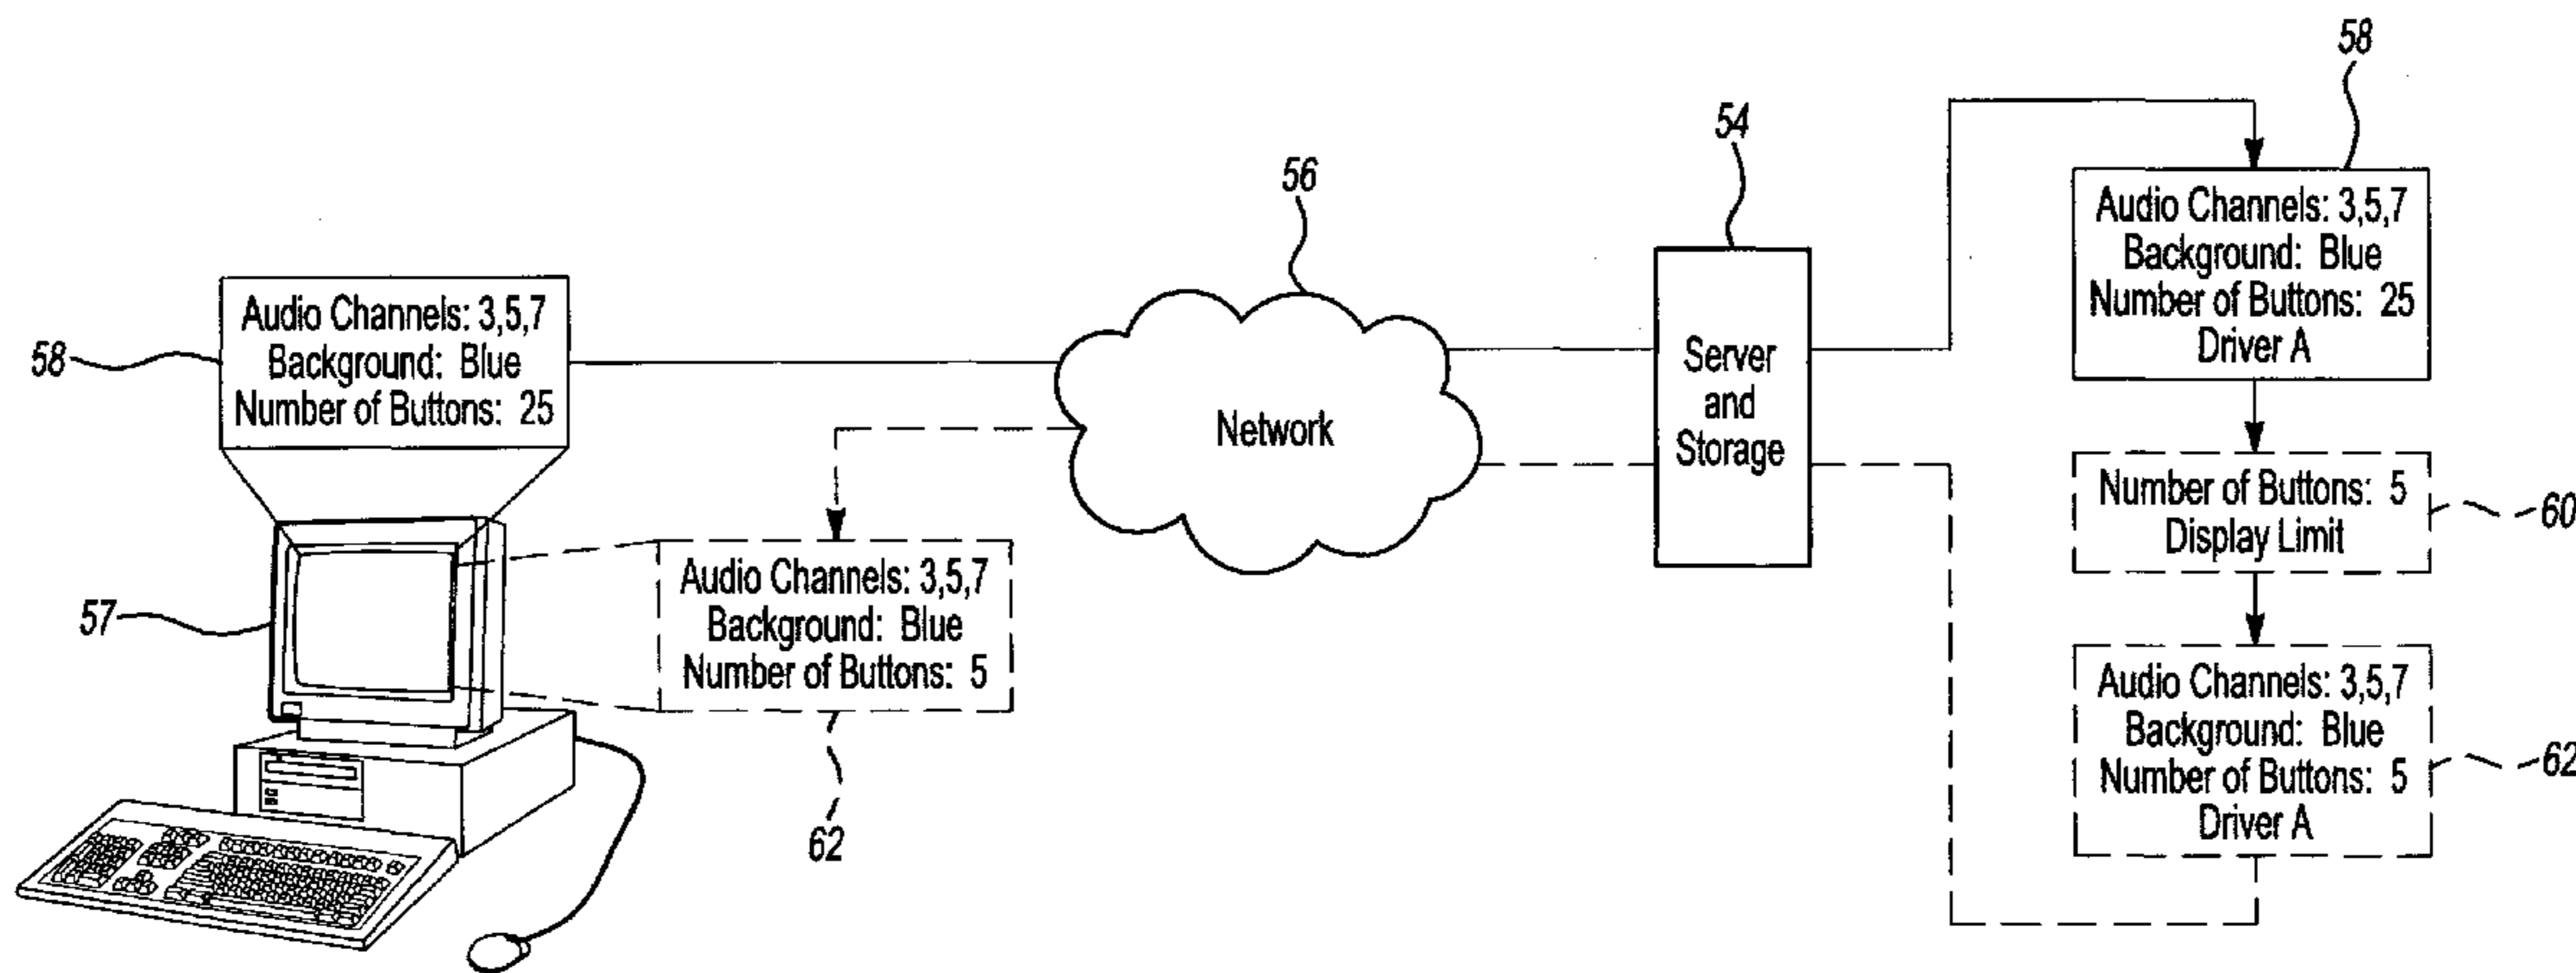 58
Audio Channels: 3,5,7
Background: Blue
Number of Buttons: 25
57
Audio Channels: 3,5,7
Background: Blue
Number of Buttons: 5
62
56
Network
54
Server
and
Storage
58
Audio Channels: 3,5,7
Background: Blue
Number of Buttons: 25
Driver A
Number of Buttons: 5
Display Limit
60
Audio Channels: 3,5,7
Background: Blue
Number of Buttons: 5
Driver A
62